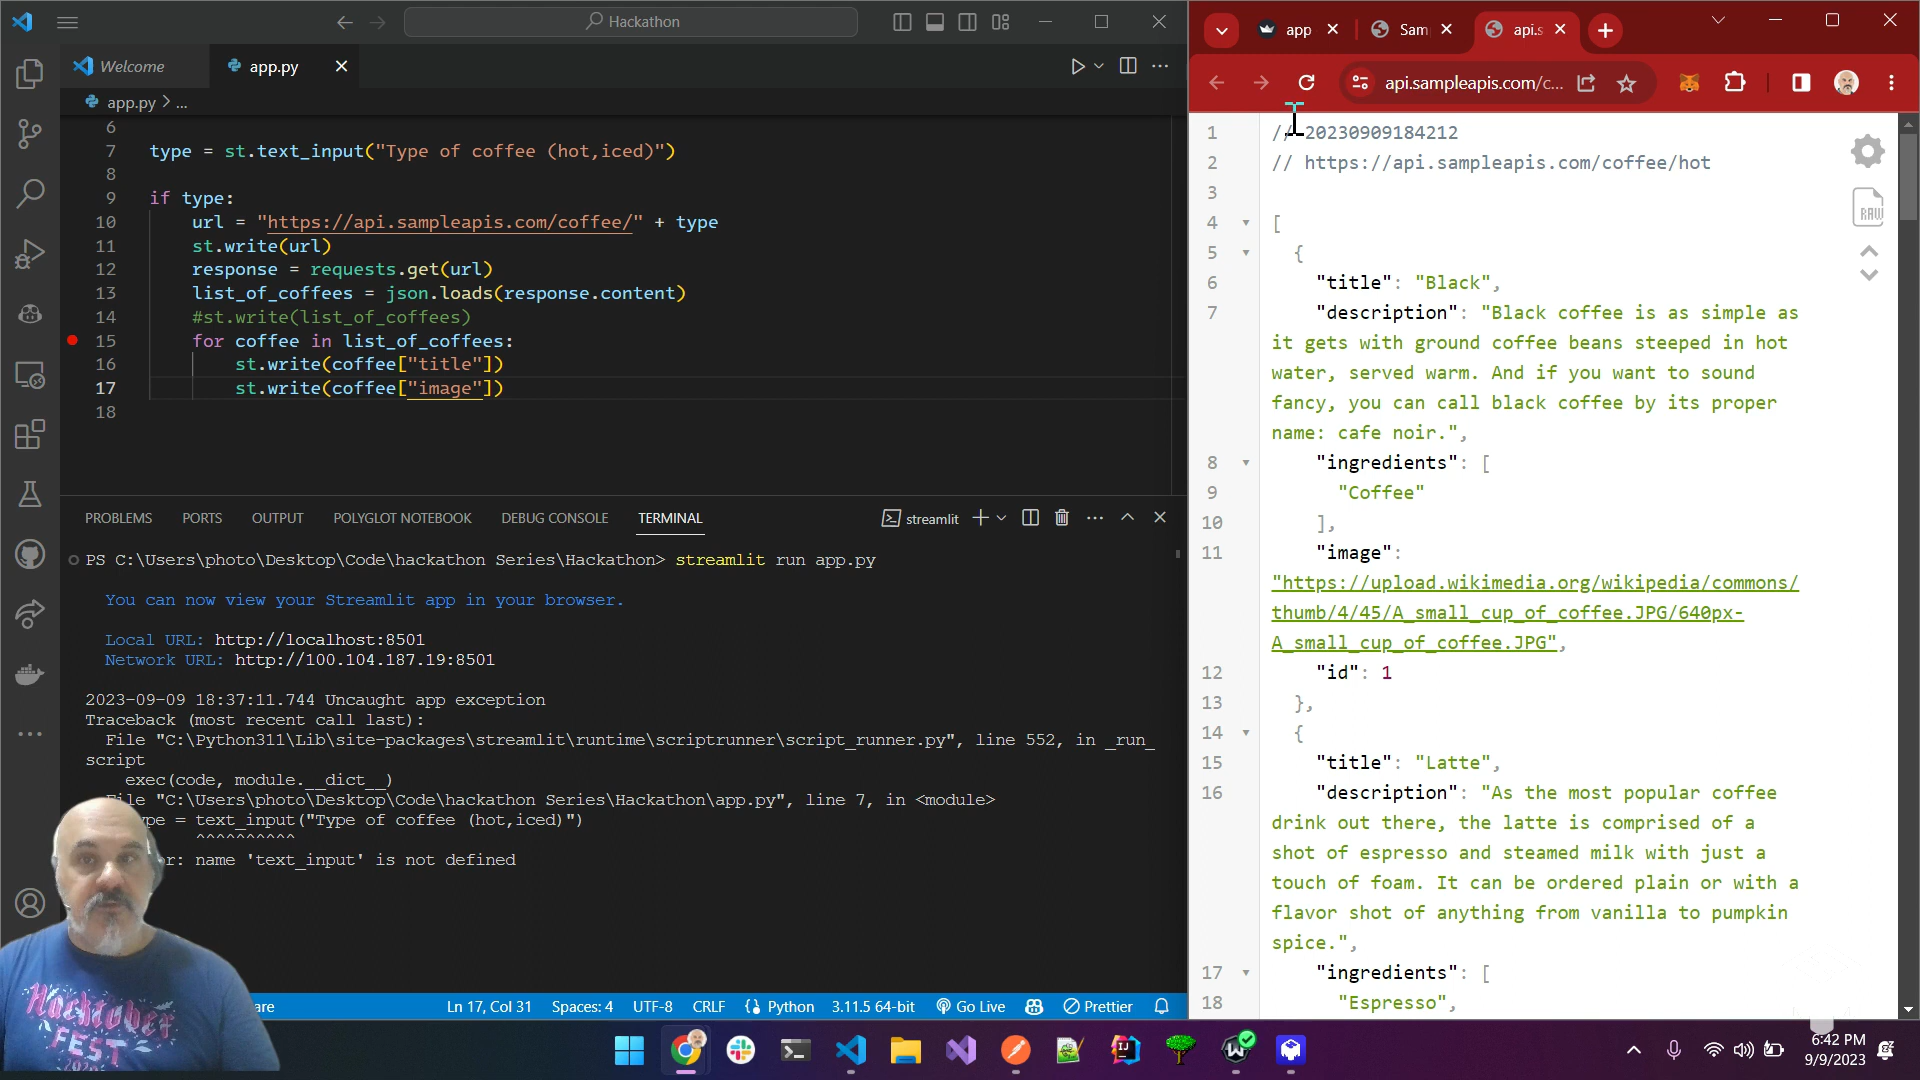 Hackathon
Welcome
app.py
app.py > ...
6
7 type = st.text_input("Type of coffee (hot,iced)")
8
9 if type:
10 url = "https://api.sampleapis.com/coffee/" + type
11 st.write(url)
12 response = requests.get(url)
13 list_of_coffees = json.loads(response.content)
14 #st.write(list_of_coffees)
15 for coffee in list_of_coffees:
16 st.write(coffee["title"])
17 st.write(coffee["image"])
18
PROBLEMS PORTS OUTPUT POLYGLOT NOTEBOOK DEBUG CONSOLE TERMINAL
streamlit
PS C:\Users\photo\Desktop\Code\hackathon Series\Hackathon> streamlit run app.py
You can now view your Streamlit app in your browser.
Local URL: http://localhost:8501
Network URL: http://100.104.187.19:8501
2023-09-09 18:37:11.744 Uncaught app exception
Traceback (most recent call last):
File "C:\Python311\Lib\site-packages\streamlit\runtime\scriptrunner\script_runner.py", line 552, in _run_
script
exec(code, module.__dict__)
File "C:\Users\photo\Desktop\Code\hackathon Series\Hackathon\app.py", line 7, in <module>
= text_input("Type of coffee (hot,iced)")
^^^^^^^^^^
name 'text_input' is not defined
Hacktober
FEST
Ln 17, Col 31
Spaces: 4
UTF-8
CRLF
Python
3.11.5 64-bit
Go Live
Prettier
app
Sam
api.s
api.sampleapis.com/c...
1 // 20230909184212
2 // https://api.sampleapis.com/coffee/hot
3
4 [
5 {
6 "title": "Black",
7 "description": "Black coffee is as simple as
it gets with ground coffee beans steeped in hot
water, served warm. And if you want to sound
fancy, you can call black coffee by its proper
name: cafe noir.",
8 "ingredients": [
9 "Coffee"
10 ],
11 "image":
"https://upload.wikimedia.org/wikipedia/commons/
thumb/4/45/A_small_cup_of_coffee.JPG/640px-
A_small_cup_of_coffee.JPG",
12 "id": 1
13 },
14 {
15 "title": "Latte",
16 "description": "As the most popular coffee
drink out there, the latte is comprised of a
shot of espresso and steamed milk with just a
touch of foam. It can be ordered plain or with a
flavor shot of anything from vanilla to pumpkin
spice.",
17 "ingredients": [
18 "Espresso",
RAW
6:42 PM
9/9/2023